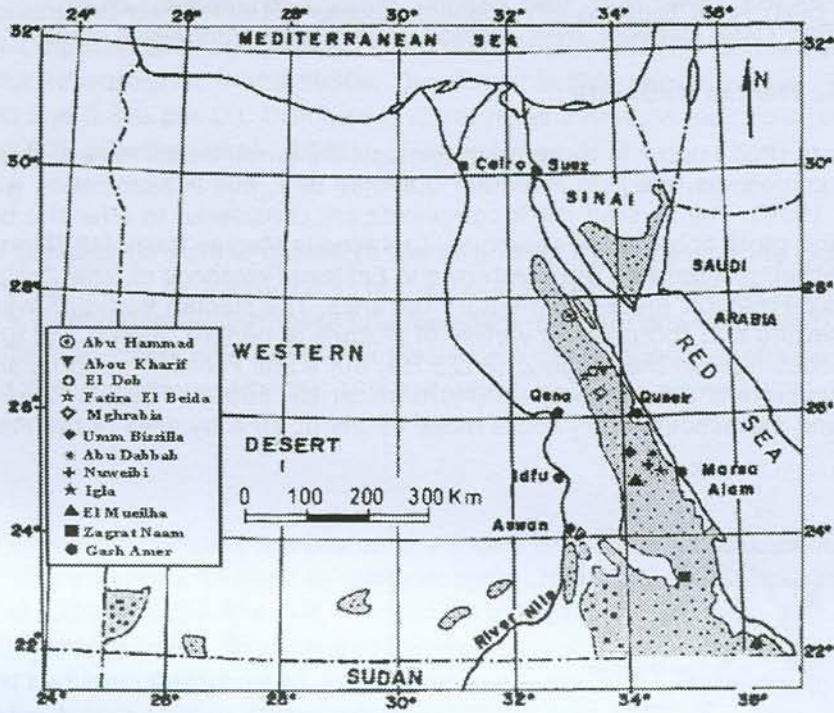 24° 26° 28° 30° 32° 34° 36°
32° 32°
MEDITERRANEAN SEA
N
30° Cairo Suez 30°
SINAI
SAUDI
28° 28°
ARABIA
Abu Hammad
Abou Kharif
El Dob
Fatira El Beida
Mghrabia
Umm Bisilla
Abu Dabbab
Nuweibi
Igla
El Mueilha
Zagrat Naam
Gash Amer
WESTERN
RED
SEA
26° Qena Quseir 26°
DESERT
Idfu
Marsa
Alam
0 100 200 300 Km
24° Aswan 24°
River Nile
22° 22°
SUDAN
24° 26° 28° 30° 32° 34° 36°